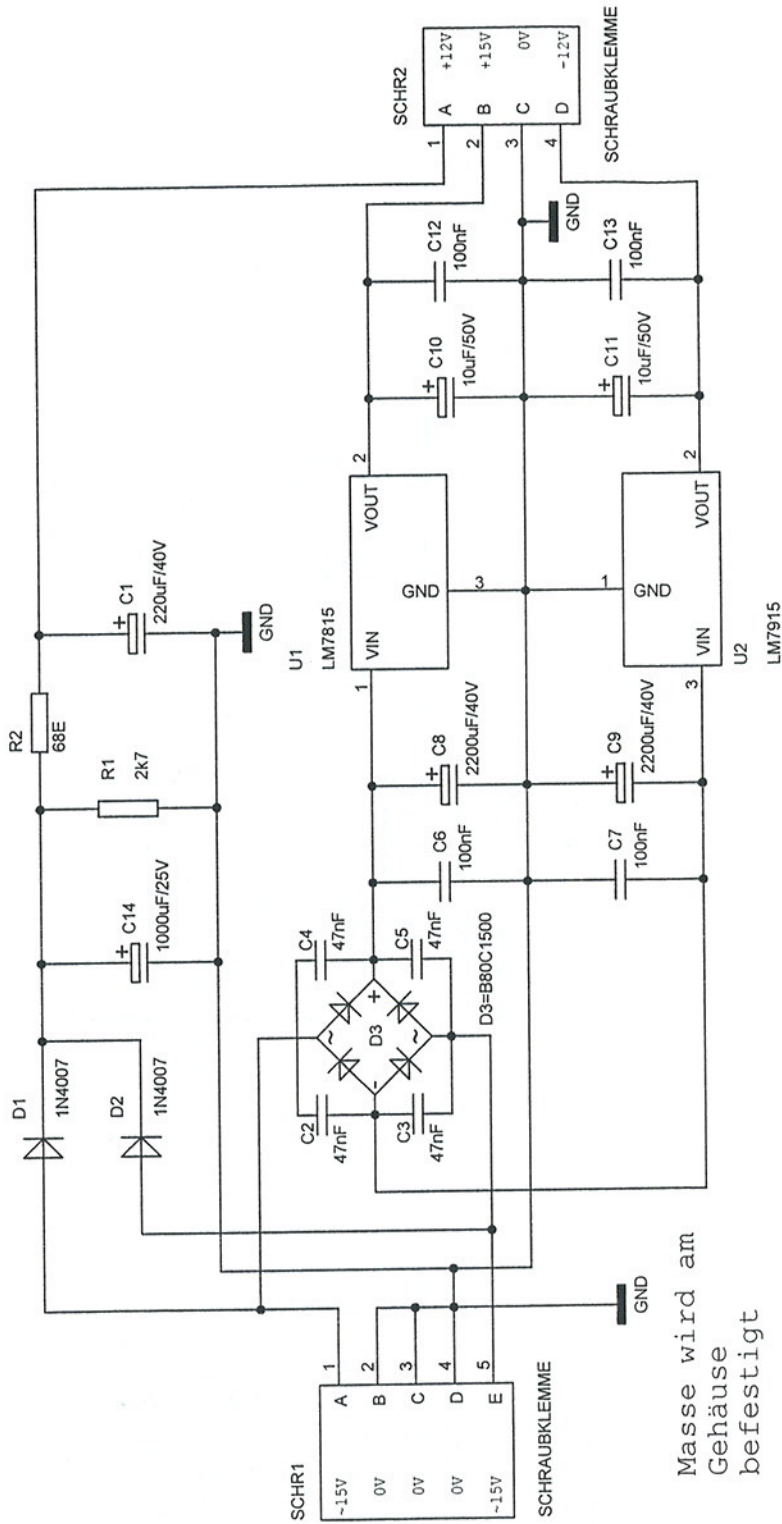 SCHR1
~15V
A
1
0V
B
2
0V
C
3
0V
D
4
~15V
E
5
SCHRAUBKLEMME
GND
Masse wird am
Gehäuse
befestigt
D1
1N4007
D2
1N4007
C14
1000uF/25V
R1
2k7
R2
68E
C1
220uF/40V
GND
C2
47nF
C4
47nF
C3
47nF
C5
47nF
~
-
D3
+
~
D3=B80C1500
C6
100nF
C7
100nF
C8
2200uF/40V
C9
2200uF/40V
U1
LM7815
1
VIN
GND
3
VOUT
2
1
GND
3
VIN
VOUT
2
U2
LM7915
C10
10uF/50V
C11
10uF/50V
C12
100nF
C13
100nF
GND
SCHR2
1
A
+12V
2
B
+15V
3
C
0V
4
D
-12V
SCHRAUBKLEMME
+
+
+
+
+
+